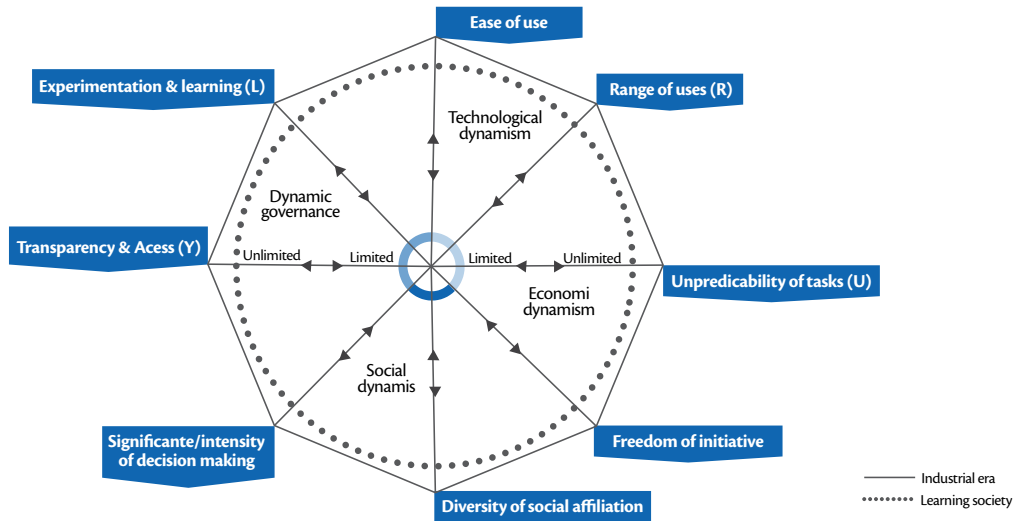 Ease of use
Experimentation & learning (L)
Range of uses (R)
Technological
dynamism
Dynamic
governance
Transparency & Acess (Y)
Unlimited
Limited
Limited
Unlimited
Unpredicability of tasks (U)
Economi
dynamism
Social
dynamis
Significante/intensity
of decision making
Freedom of initiative
Diversity of social affiliation
Industrial era
Learning society